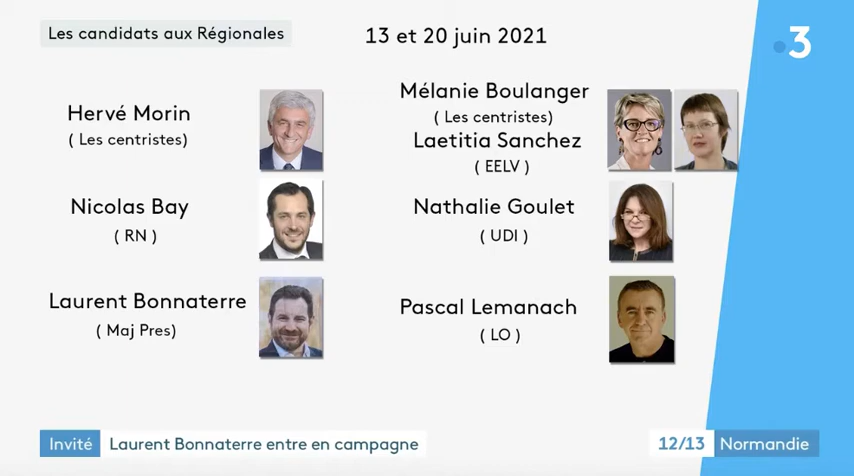 Les candidats aux Régionales
13 et 20 juin 2021
3
Hervé Morin
( Les centristes)
Mélanie Boulanger
( Les centristes)
Laetitia Sanchez
( EELV )
Nicolas Bay
( RN )
Nathalie Goulet
( UDI )
Laurent Bonnaterre
( Maj Pres)
Pascal Lemanach
( LO )
Invité Laurent Bonnaterre entre en campagne
12/13 Normandie